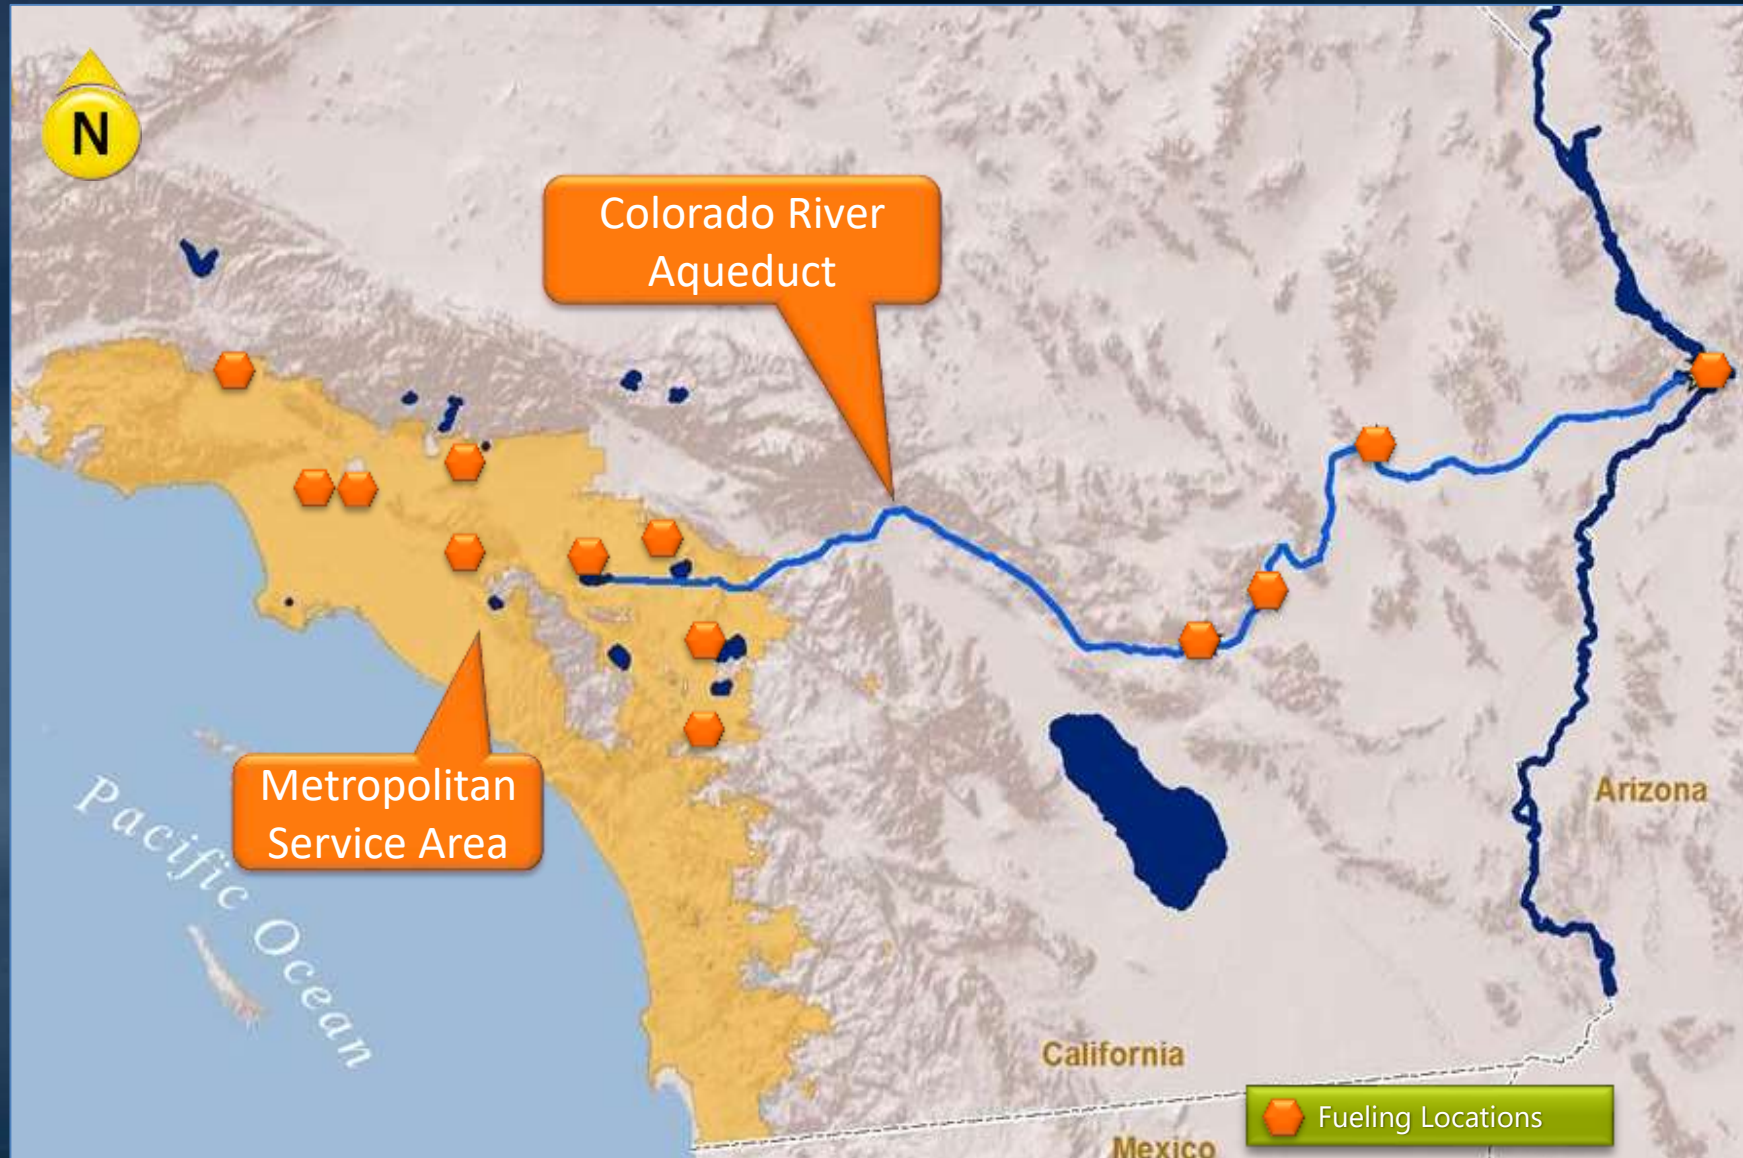 N
Colorado River
Aqueduct
Metropolitan
Service Area
Pacific Ocean
Arizona
California
Mexico
Fueling Locations